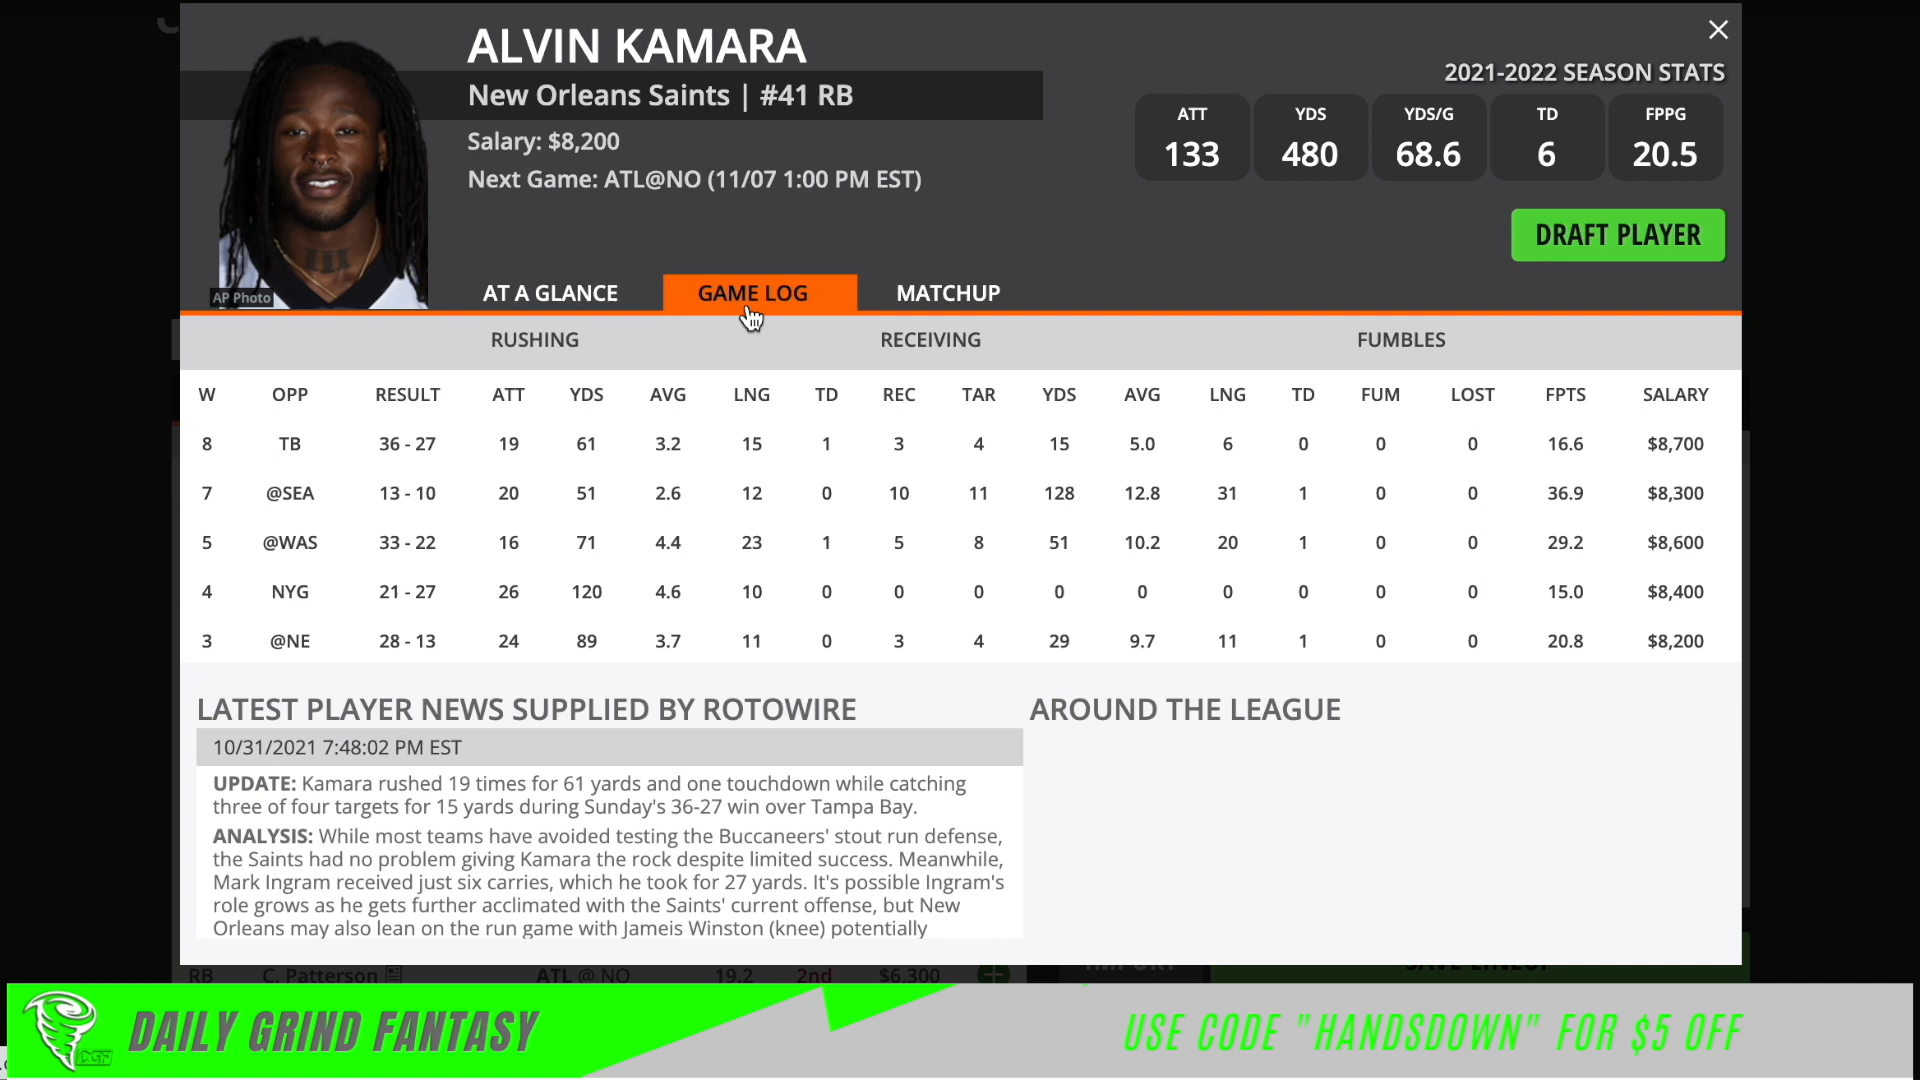 ALVIN KAMARA
New Orleans Saints | #41 RB
Salary: $8,200
Next Game: ATL@NO (11/07 1:00 PM EST)
AP Photo
2021-2022 SEASON STATS
ATT YDS YDS/G TD FPPG
133 480 68.6 6 20.5
DRAFT PLAYER
AT A GLANCE GAME LOG MATCHUP
RUSHING RECEIVING FUMBLES
W OPP RESULT ATT YDS AVG LNG TD REC TAR YDS AVG LNG TD FUM LOST FPTS SALARY
8 TB 36 - 27 19 61 3.2 15 1 3 4 15 5.0 6 0 0 0 16.6 $8,700
7 @SEA 13 - 10 20 51 2.6 12 0 10 11 128 12.8 31 1 0 0 36.9 $8,300
5 @WAS 33 - 22 16 71 4.4 23 1 5 8 51 10.2 20 1 0 0 29.2 $8,600
4 NYG 21 - 27 26 120 4.6 10 0 0 0 0 0 0 0 0 0 15.0 $8,400
3 @NE 28 - 13 24 89 3.7 11 0 3 4 29 9.7 11 1 0 0 20.8 $8,200
LATEST PLAYER NEWS SUPPLIED BY ROTOWIRE
10/31/2021 7:48:02 PM EST
UPDATE: Kamara rushed 19 times for 61 yards and one touchdown while catching
three of four targets for 15 yards during Sunday's 36-27 win over Tampa Bay.
ANALYSIS: While most teams have avoided testing the Buccaneers' stout run defense,
the Saints had no problem giving Kamara the rock despite limited success. Meanwhile,
Mark Ingram received just six carries, which he took for 27 yards. It's possible Ingram's
role grows as he gets further acclimated with the Saints' current offense, but New
Orleans may also lean on the run game with Jameis Winston (knee) potentially
AROUND THE LEAGUE
RB C. Patterson ATL @ NO 19.2 2nd $6,300
IMPORT SAVE LINEUP
DGF
DAILY GRIND FANTASY
USE CODE "HANDSDOWN" FOR $5 OFF